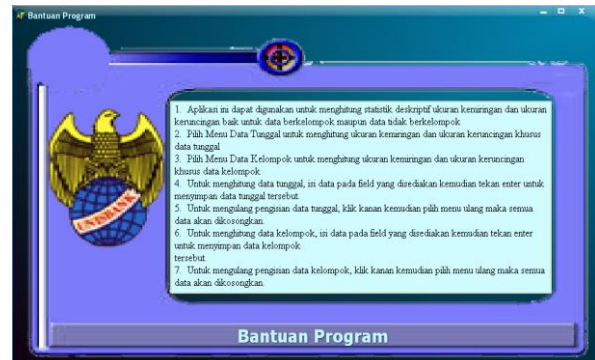 Bantuan Program
1. Aplikasi ini dapat digunakan untuk menghitung statistik deskriptif ukuran kemiringan dan ukuran
keruncingan baik untuk data berkelompok maupun data tidak berkelompok
2. Pilih Menu Data Tunggal untuk menghitung ukuran kemiringan dan ukuran keruncingan khusus
data tunggal
3. Pilih Menu Data Kelompok untuk menghitung ukuran kemiringan dan ukuran keruncingan
khusus data kelompok
4. Untuk menghitung data tunggal, isi data pada field yang disediakan kemudian tekan enter untuk
menyimpan data tunggal tersebut
5. Untuk mengulang pengisian data tunggal, klik kanan kemudian pilih menu ulang maka semua
data akan dikosongkan
6. Untuk menghitung data kelompok, isi data pada field yang disediakan kemudian tekan enter
untuk menyimpan data kelompok
tersebut
7. Untuk mengulang pengisian data kelompok, klik kanan kemudian pilih menu ulang maka semua
data akan dikosongkan
UNISBANK
Bantuan Program